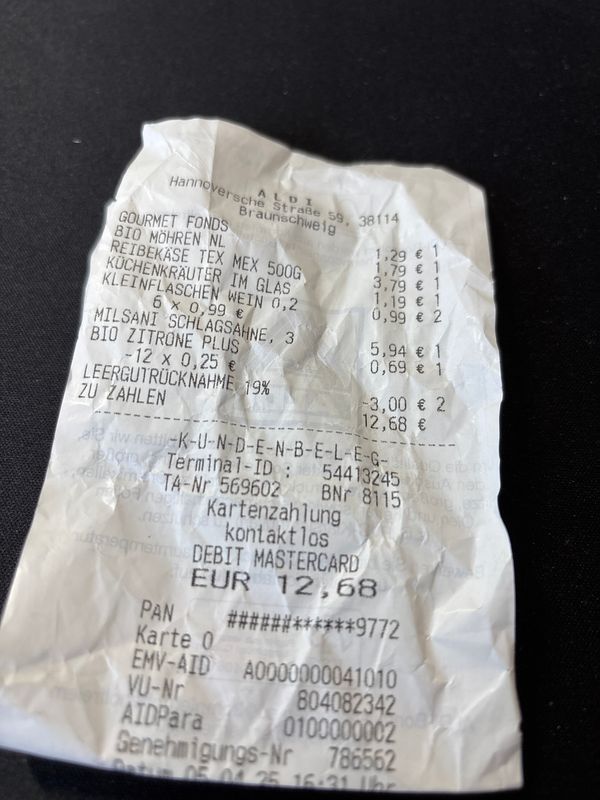 ALDI
Hannoversche Straße 59, 38114
Braunschweig
GOURMET FONDS 1,29 € 1
BIO MÖHREN NL 1,79 € 1
REIBEKÄSE TEX MEX 500G 3,79 € 1
KÜCHENKRÄUTER IM GLAS 1,19 € 1
KLEINFLASCHEN WEIN 0,2 0,99 € 2
6 x 0,99 €
MILSANI SCHLAGSAHNE, 3 5,94 € 1
BIO ZITRONE PLUS 0,69 € 1
-12 x 0,25 €
LEERGUTRÜCKNAHME 19% -3,00 € 2
ZU ZAHLEN 12,68 €
-K-U-N-D-E-N-B-E-L-E-G-
Terminal-ID : 54413245
TA-Nr 569602 BNr 8115
Kartenzahlung
kontaktlos
DEBIT MASTERCARD
EUR 12,68
PAN ######******9772
Karte 0
EMV-AID A0000000041010
VU-Nr 804082342
AIDPara 0100000002
Genehmigungs-Nr 786562
Datum 05.04.25 16:31 Uhr